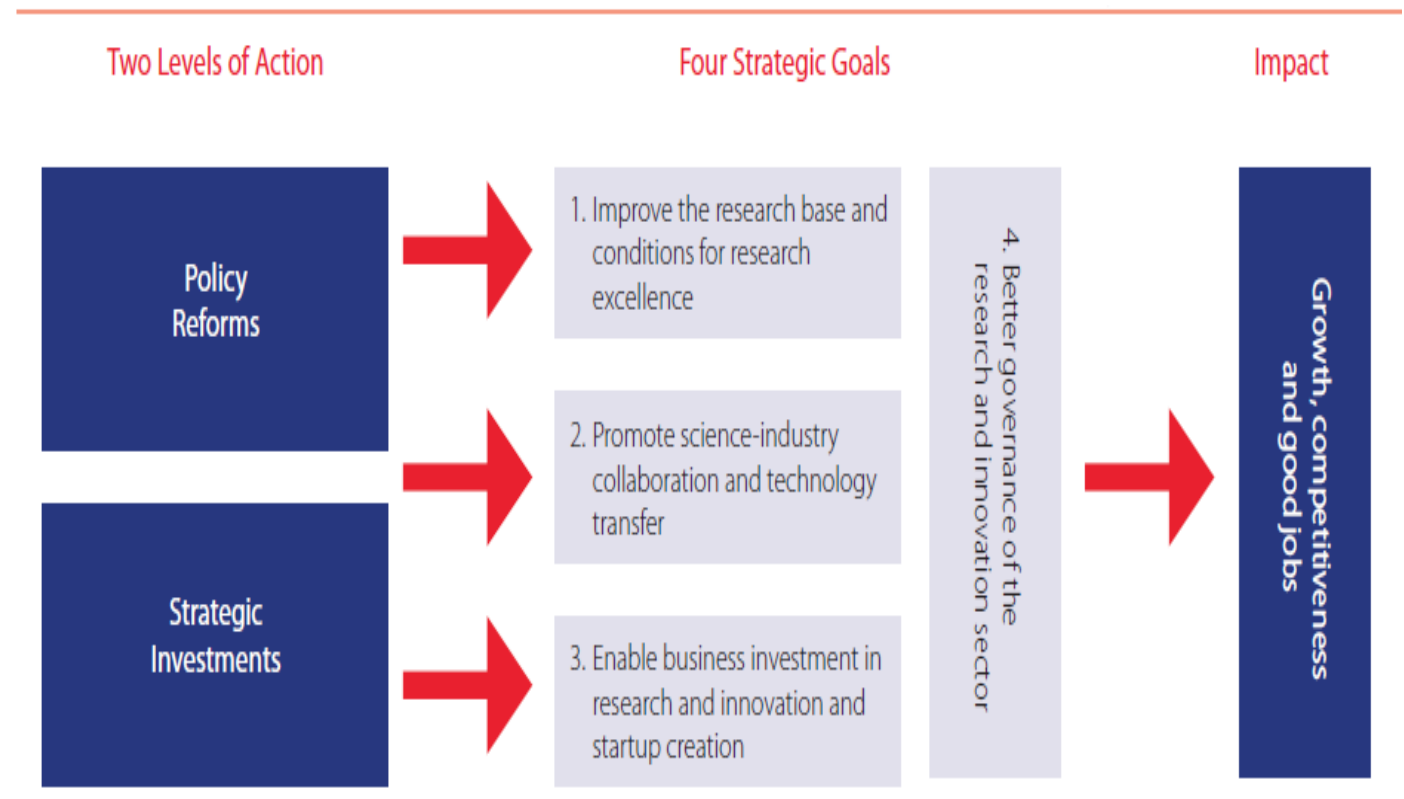 Two Levels of Action
Four Strategic Goals
Impact
Policy
Reforms
Strategic
Investments
1. Improve the research base and
conditions for research
excellence
2. Promote science-industry
collaboration and technology
transfer
3. Enable business investment in
research and innovation and
startup creation
4. Better governance of the
research and innovation sector
Growth, competitiveness
and good jobs